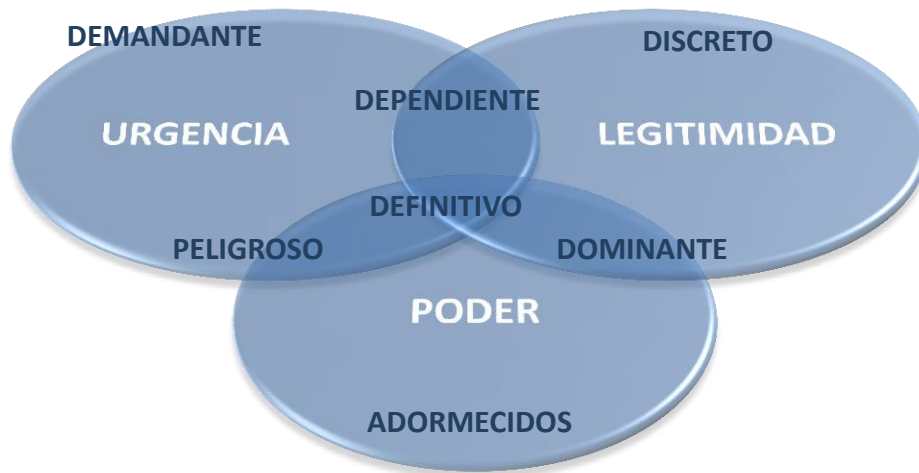 DEMANDANTE
DISCRETO
DEPENDIENTE
URGENCIA
LEGITIMIDAD
DEFINITIVO
PELIGROSO
DOMINANTE
PODER
ADORMECIDOS